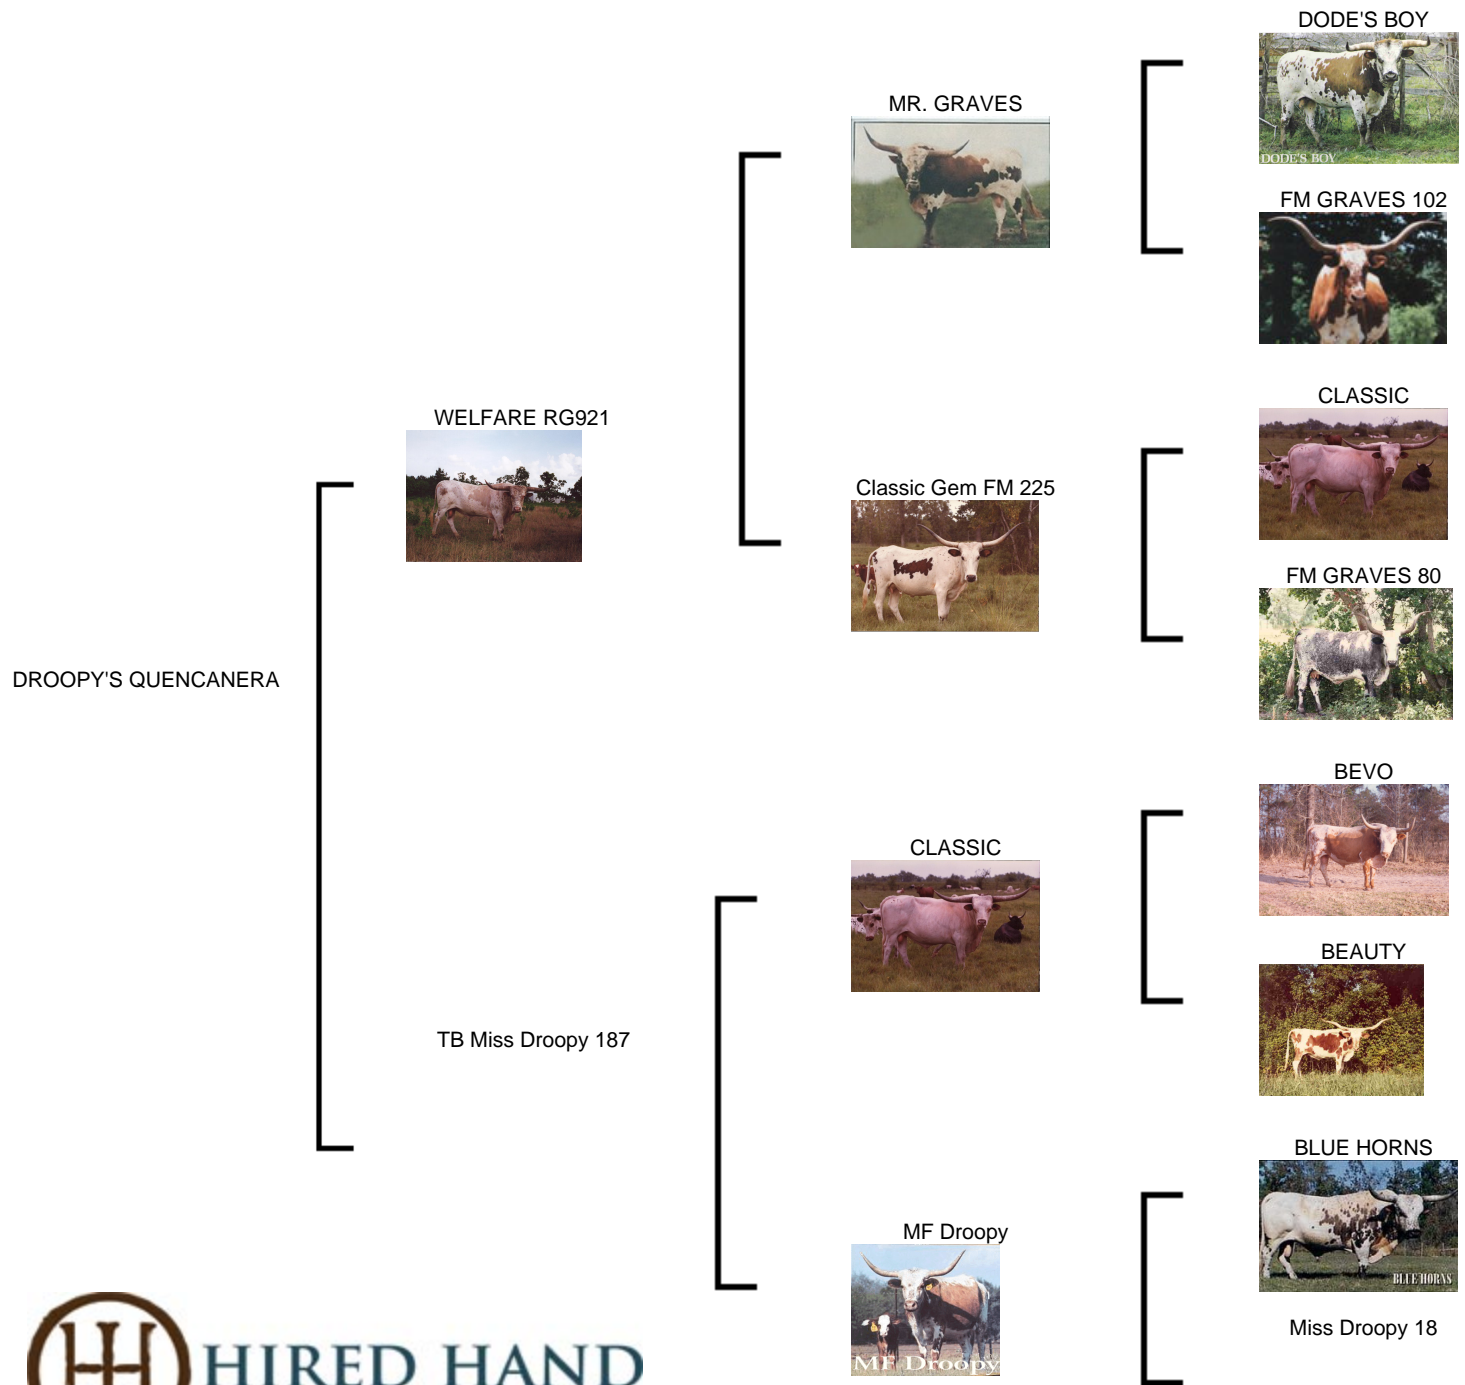 DODE'S BOY
DODE'S BOY
MR. GRAVES
FM GRAVES 102
CLASSIC
WELFARE RG921
Classic Gem FM 225
FM GRAVES 80
DROOPY'S QUENCANERA
BEVO
CLASSIC
BEAUTY
TB Miss Droopy 187
BLUE HORNS
BLUE HORNS
MF Droopy
MF Droopy
Miss Droopy 18
HIRED HAND